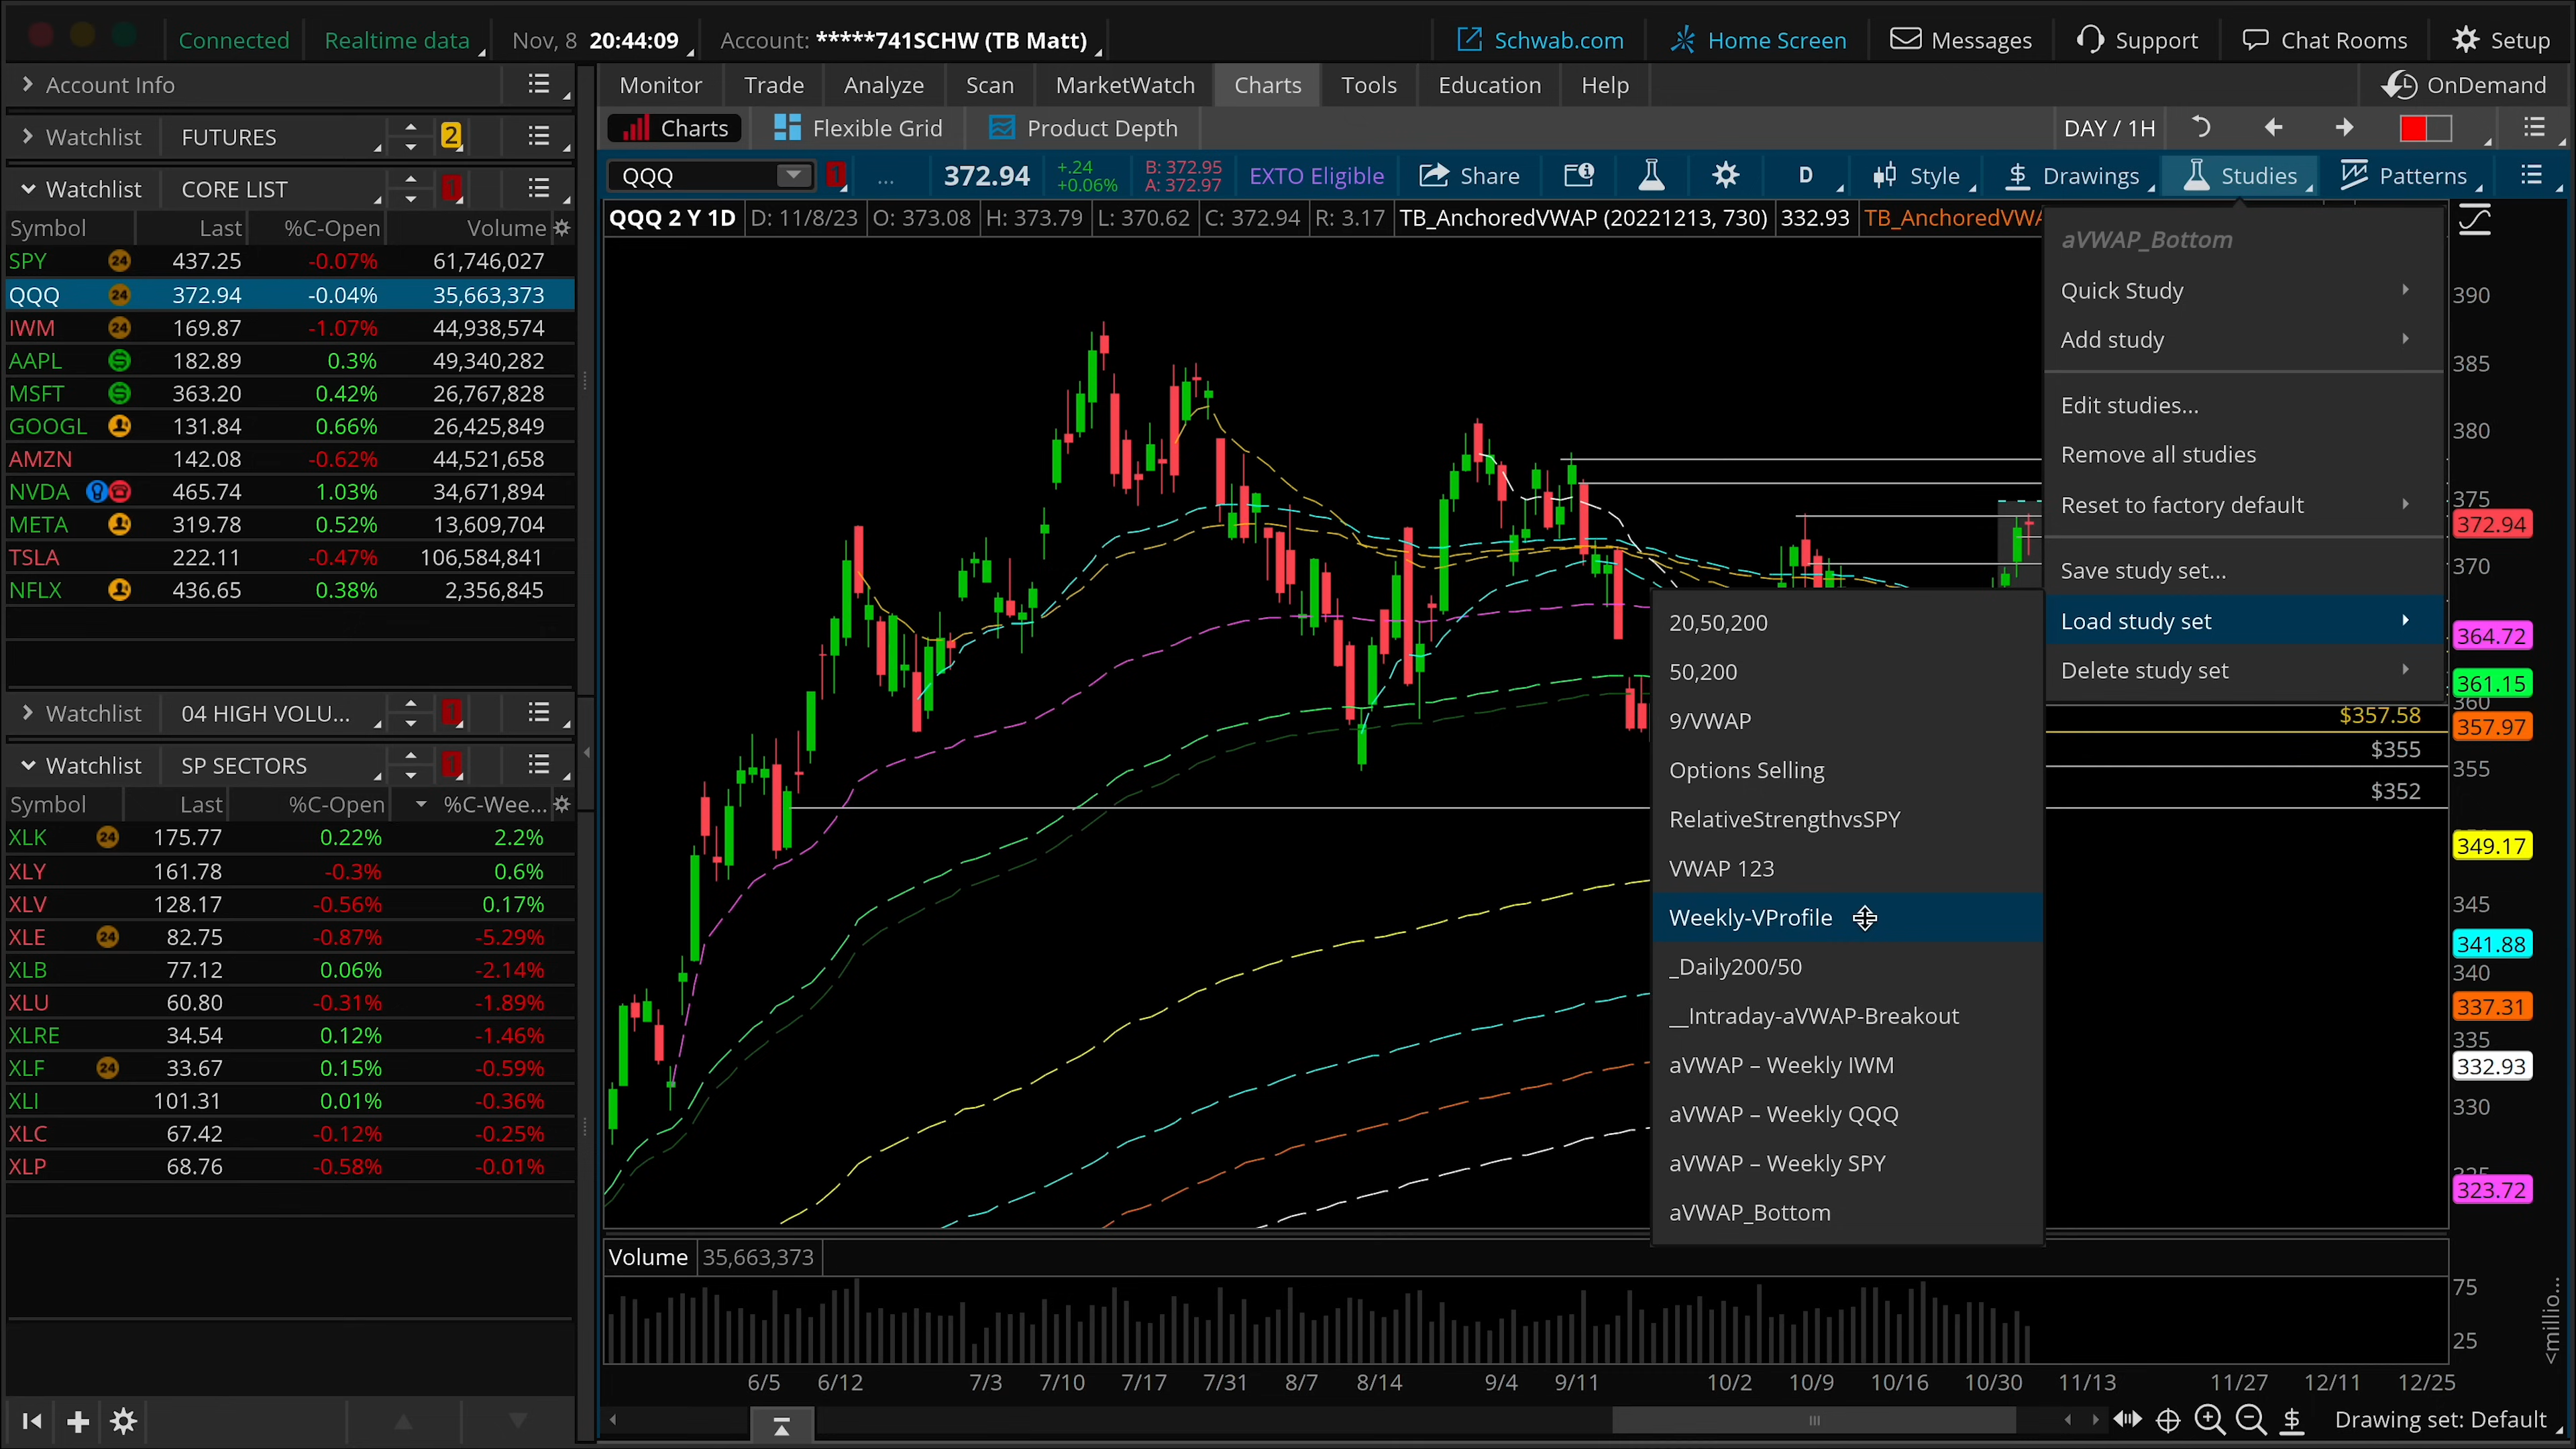 Connected Realtime data Nov, 8 20:44:09 Account: *****741SCHW (TB Matt) Schwab.com Home Screen Messages Support Chat Rooms Setup
Account Info
Monitor Trade Analyze Scan MarketWatch Charts Tools Education Help OnDemand
Watchlist FUTURES 2
Charts Flexible Grid Product Depth DAY / 1H
Watchlist CORE LIST 1
QQQ 1 ... 372.94 +.24 +0.06% B: 372.95 A: 372.97 EXTO Eligible Share D Style Drawings Studies Patterns
QQQ 2 Y 1D D: 11/8/23 O: 373.08 H: 373.79 L: 370.62 C: 372.94 R: 3.17 TB_AnchoredVWAP (20221213, 730) 332.93 TB_AnchoredVWA
Symbol Last %C-Open Volume
SPY 24 437.25 -0.07% 61,746,027
QQQ 24 372.94 -0.04% 35,663,373
IWM 24 169.87 -1.07% 44,938,574
AAPL 182.89 0.3% 49,340,282
MSFT 363.20 0.42% 26,767,828
GOOGL 131.84 0.66% 26,425,849
AMZN 142.08 -0.62% 44,521,658
NVDA 465.74 1.03% 34,671,894
META 319.78 0.52% 13,609,704
TSLA 222.11 -0.47% 106,584,841
NFLX 436.65 0.38% 2,356,845
Watchlist 04 HIGH VOLU... 1
Watchlist SP SECTORS 1
Symbol Last %C-Open %C-Wee...
XLK 24 175.77 0.22% 2.2%
XLY 161.78 -0.3% 0.6%
XLV 128.17 -0.56% 0.17%
XLE 24 82.75 -0.87% -5.29%
XLB 77.12 0.06% -2.14%
XLU 60.80 -0.31% -1.89%
XLRE 34.54 0.12% -1.46%
XLF 24 33.67 0.15% -0.59%
XLI 101.31 0.01% -0.36%
XLC 67.42 -0.12% -0.25%
XLP 68.76 -0.58% -0.01%
aVWAP_Bottom
Quick Study
Add study
Edit studies...
Remove all studies
Reset to factory default
Save study set...
Load study set
Delete study set
20,50,200
50,200
9/VWAP
Options Selling
RelativeStrengthvsSPY
VWAP 123
Weekly-VProfile
_Daily200/50
__Intraday-aVWAP-Breakout
aVWAP – Weekly IWM
aVWAP – Weekly QQQ
aVWAP – Weekly SPY
aVWAP_Bottom
$357.58
$355
$352
390
385
380
375
372.94
370
364.72
361.15
360
357.97
355
349.17
345
341.88
340
337.31
335
332.93
330
323.72
Volume 35,663,373
75
25
<millio...
6/5 6/12 7/3 7/10 7/17 7/31 8/7 8/14 9/4 9/11 10/2 10/9 10/16 10/30 11/13 11/27 12/11 12/25
Drawing set: Default